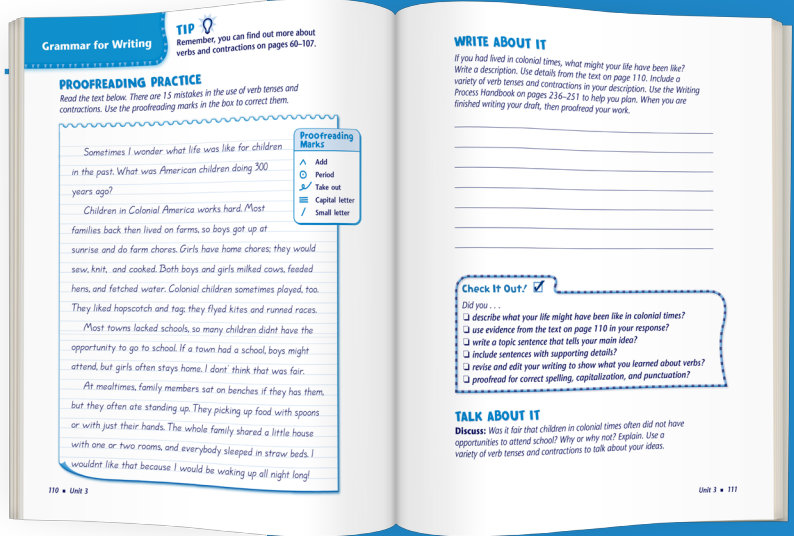 Grammar for Writing
TIP
Remember, you can find out more about
verbs and contractions on pages 60–107.
PROOFREADING PRACTICE
Read the text below. There are 15 mistakes in the use of verb tenses and
contractions. Use the proofreading marks in the box to correct them.
Sometimes I wonder what life was like for children
in the past. What was American children doing 300
years ago?
Children in Colonial America works hard. Most
families back then lived on farms, so boys got up at
sunrise and do farm chores. Girls have home chores; they would
sew, knit, and cooked. Both boys and girls milked cows, feeded
hens, and fetched water. Colonial children sometimes played, too.
They liked hopscotch and tag; they flyed kites and runned races.
Most towns lacked schools, so many children didnt have the
opportunity to go to school. If a town had a school, boys might
attend, but girls often stays home. I dont' think that was fair.
At mealtimes, family members sat on benches if they has them,
but they often ate standing up. They picking up food with spoons
or with just their hands. The whole family shared a little house
with one or two rooms, and everybody sleeped in straw beds. I
wouldnt like that because I would be waking up all night long!
Proofreading
Marks
Add
Period
Take out
Capital letter
Small letter
110 ■ Unit 3
WRITE ABOUT IT
If you had lived in colonial times, what might your life have been like?
Write a description. Use details from the text on page 110. Include a
variety of verb tenses and contractions in your description. Use the Writing
Process Handbook on pages 236–251 to help you plan. When you are
finished writing your draft, then proofread your work.
Check It Out!
Did you . . .
❑ describe what your life might have been like in colonial times?
❑ use evidence from the text on page 110 in your response?
❑ write a topic sentence that tells your main idea?
❑ include sentences with supporting details?
❑ revise and edit your writing to show what you learned about verbs?
❑ proofread for correct spelling, capitalization, and punctuation?
TALK ABOUT IT
Discuss: Was it fair that children in colonial times often did not have
opportunities to attend school? Why or why not? Explain. Use a
variety of verb tenses and contractions to talk about your ideas.
Unit 3 ■ 111